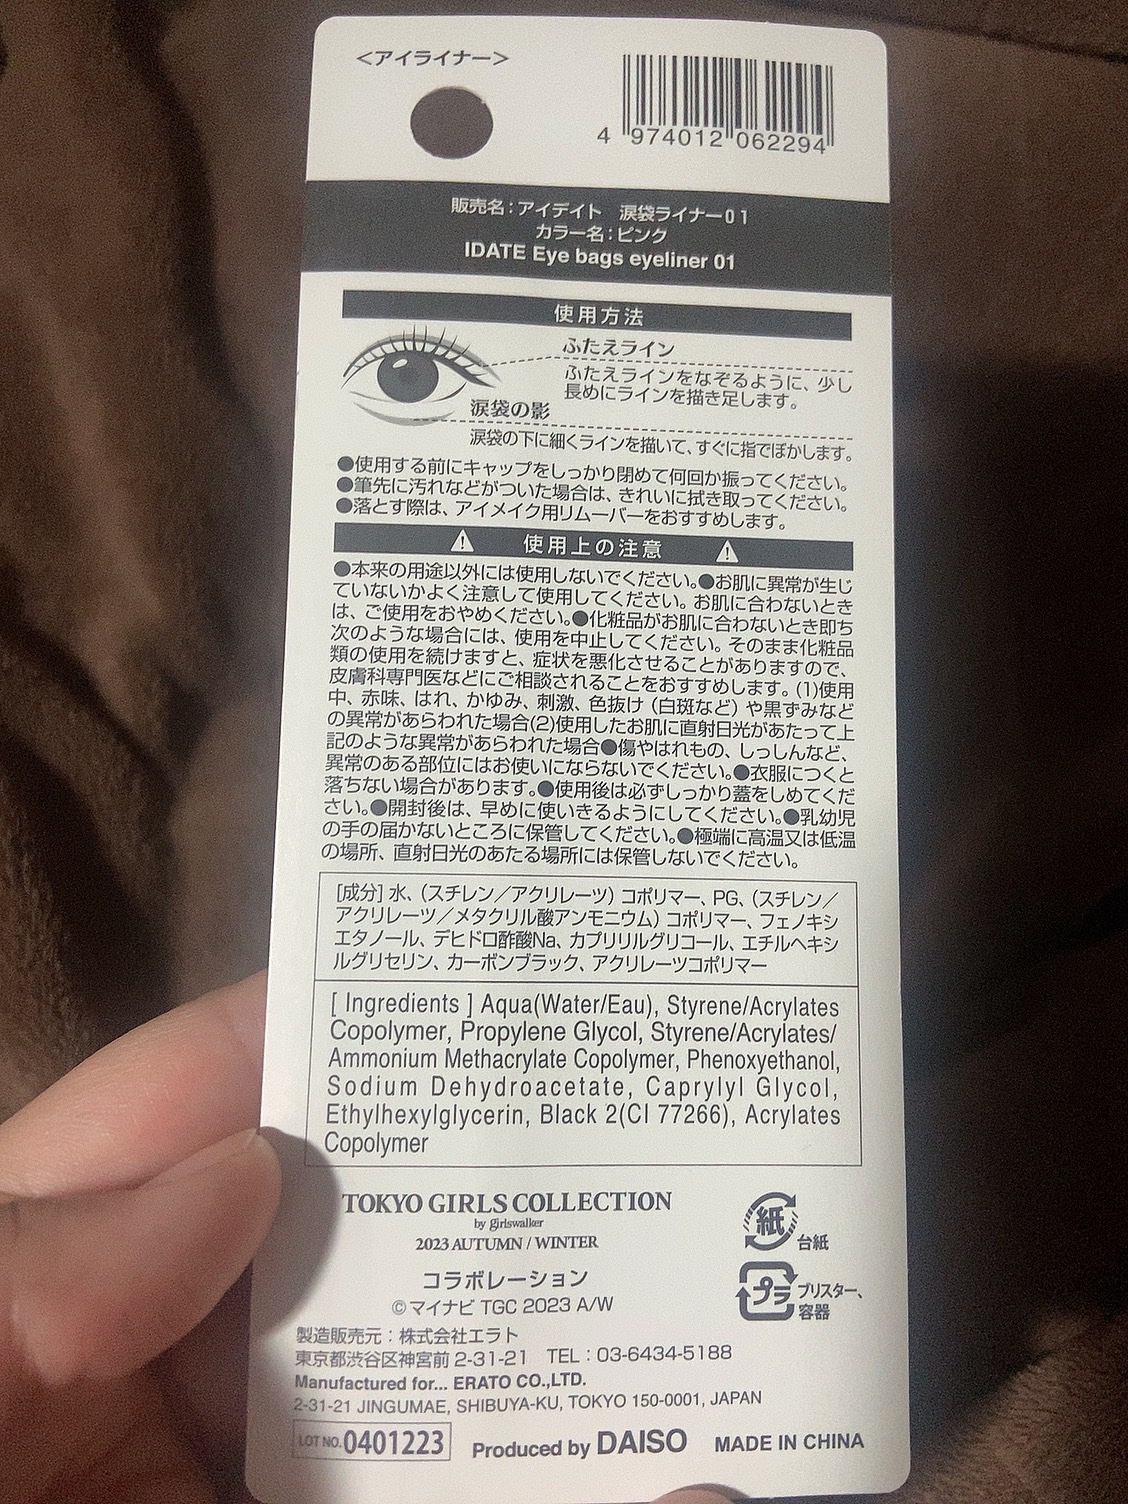 ＜アイライナー＞
4 974012 062294
販売名：アイデイト　涙袋ライナー01
カラー名：ピンク
IDATE Eye bags eyeliner 01
使用方法
ふたえライン
ふたえラインをなぞるように、少し
長めにラインを描き足します。
涙袋の影
涙袋の下に細くラインを描いて、すぐに指でぼかします。
●使用する前にキャップをしっかり閉めて何回か振ってください。
●筆先に汚れなどがついた場合は、きれいに拭き取ってください。
●落とす際は、アイメイク用リムーバーをおすすめします。
使用上の注意
●本来の用途以外には使用しないでください。●お肌に異常が生じ
ていないかよく注意して使用してください。お肌に合わないとき
は、ご使用をおやめください。●化粧品がお肌に合わないとき即ち
次のような場合には、使用を中止してください。そのまま化粧品
類の使用を続けますと、症状を悪化させることがありますので、
皮膚科専門医などにご相談されることをおすすめします。(1)使用
中、赤味、はれ、かゆみ、刺激、色抜け（白斑など）や黒ずみなど
の異常があらわれた場合(2)使用したお肌に直射日光があたって上
記のような異常があらわれた場合●傷やはれもの、しっしんなど、
異常のある部位にはお使いにならないでください。●衣服につくと
落ちない場合があります。●使用後は必ずしっかり蓋をしめてくだ
さい。●開封後は、早めに使いきるようにしてください。●乳幼児
の手の届かないところに保管してください。●極端に高温又は低温
の場所、直射日光のあたる場所には保管しないでください。
[成分] 水、（スチレン／アクリレーツ）コポリマー、PG、（スチレン／
アクリレーツ／メタクリル酸アンモニウム）コポリマー、フェノキシ
エタノール、デヒドロ酢酸Na、カプリリルグリコール、エチルヘキシ
ルグリセリン、カーボンブラック、アクリレーツコポリマー
[ Ingredients ] Aqua(Water/Eau), Styrene/Acrylates
Copolymer, Propylene Glycol, Styrene/Acrylates/
Ammonium Methacrylate Copolymer, Phenoxyethanol,
Sodium Dehydroacetate, Caprylyl Glycol,
Ethylhexylglycerin, Black 2(CI 77266), Acrylates
Copolymer
TOKYO GIRLS COLLECTION
by girlswalker
2023 AUTUMN / WINTER
コラボレーション
©マイナビ TGC 2023 A/W
紙 台紙
プラ ブリスター、
容器
製造販売元：株式会社エラト
東京都渋谷区神宮前 2-31-21　TEL：03-6434-5188
Manufactured for... ERATO CO.,LTD.
2-31-21 JINGUMAE, SHIBUYA-KU, TOKYO 150-0001, JAPAN
LOT NO. 0401223 Produced by DAISO MADE IN CHINA